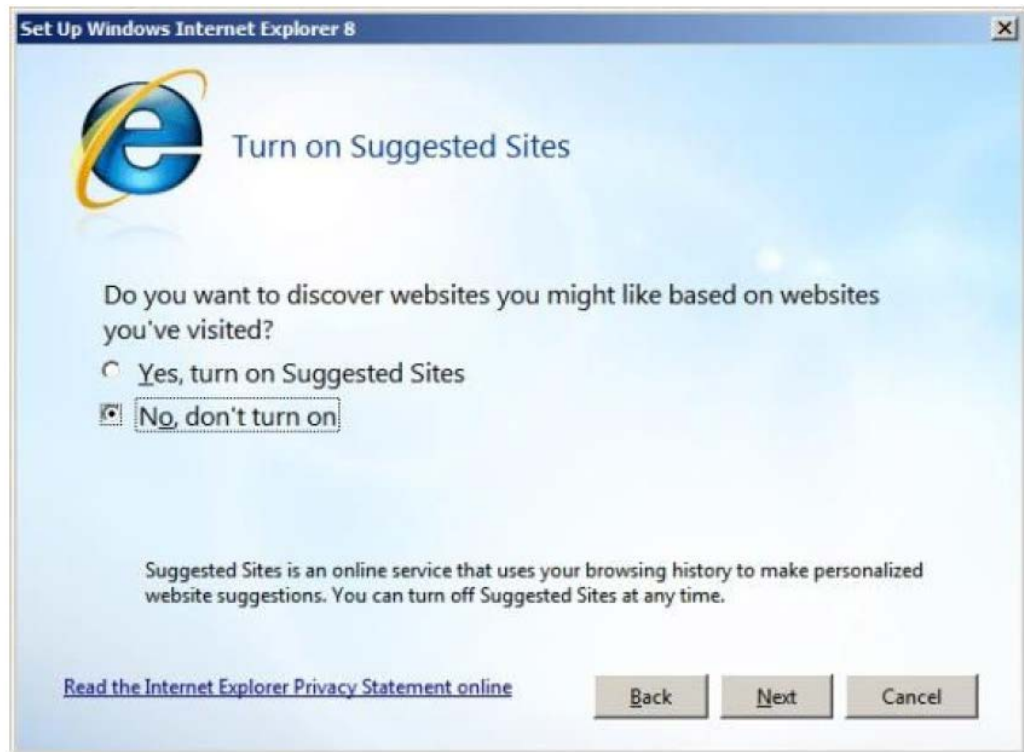 Set Up Windows Internet Explorer 8
Turn on Suggested Sites
Do you want to discover websites you might like based on websites
you've visited?
Yes, turn on Suggested Sites
No, don't turn on
Suggested Sites is an online service that uses your browsing history to make personalized
website suggestions. You can turn off Suggested Sites at any time.
Read the Internet Explorer Privacy Statement online
Back Next Cancel